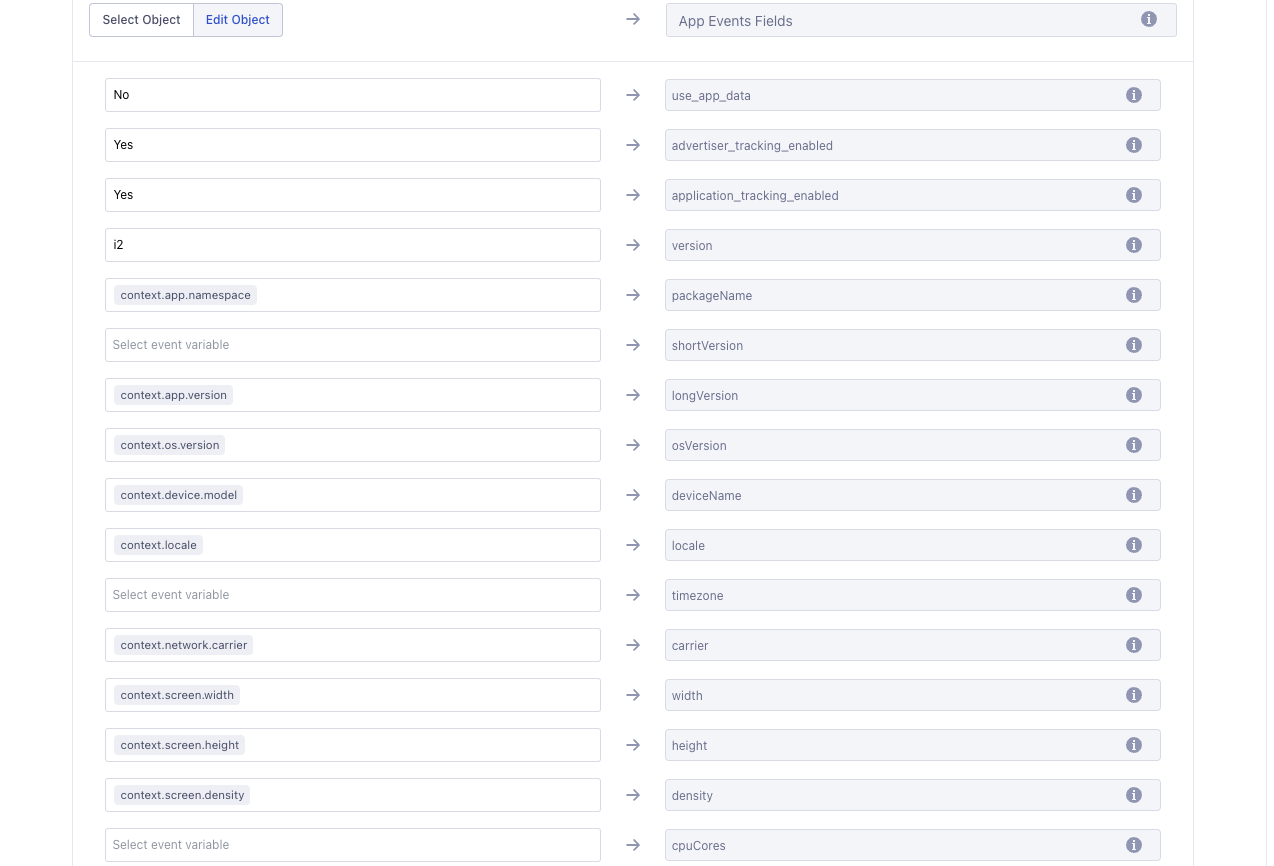 Select Object Edit Object → App Events Fields i
No → use_app_data i
Yes → advertiser_tracking_enabled i
Yes → application_tracking_enabled i
i2 → version i
context.app.namespace → packageName i
Select event variable → shortVersion i
context.app.version → longVersion i
context.os.version → osVersion i
context.device.model → deviceName i
context.locale → locale i
Select event variable → timezone i
context.network.carrier → carrier i
context.screen.width → width i
context.screen.height → height i
context.screen.density → density i
Select event variable → cpuCores i